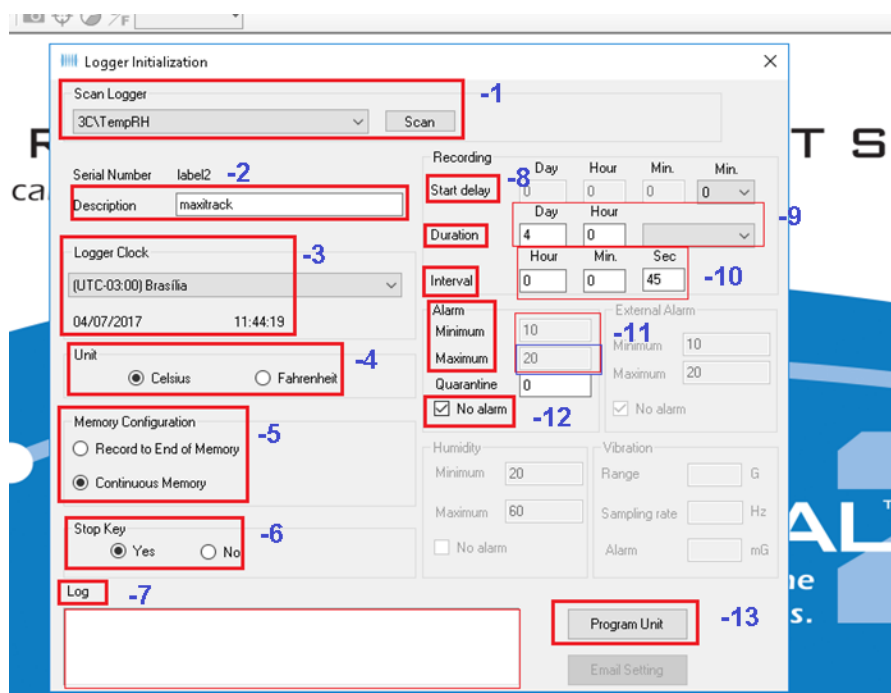 Logger Initialization
Scan Logger
-1
3C\TempRH
Scan
R
T S
ca
Serial Number label2 -2
Description maxitrack
Logger Clock -3
(UTC-03:00) Brasília
04/07/2017 11:44:19
Unit -4
Celsius Fahrenheit
Memory Configuration
-5
Record to End of Memory
Continuous Memory
Stop Key -6
Yes No
Log -7
Recording
Day Hour Min. Min.
Start delay -8 0 0 0 0
Day Hour -9
Duration 4 0
Hour Min. Sec
Interval 0 0 45 -10
Alarm
Minimum 10 -11
Maximum 20
Quarantine 0
No alarm -12
External Alarm
Minimum 10
Maximum 20
No alarm
Humidity
Minimum 20
Maximum 60
No alarm
Vibration
Range G
Sampling rate Hz
Alarm mG
Program Unit -13
Email Setting
AL
T
ne
s.